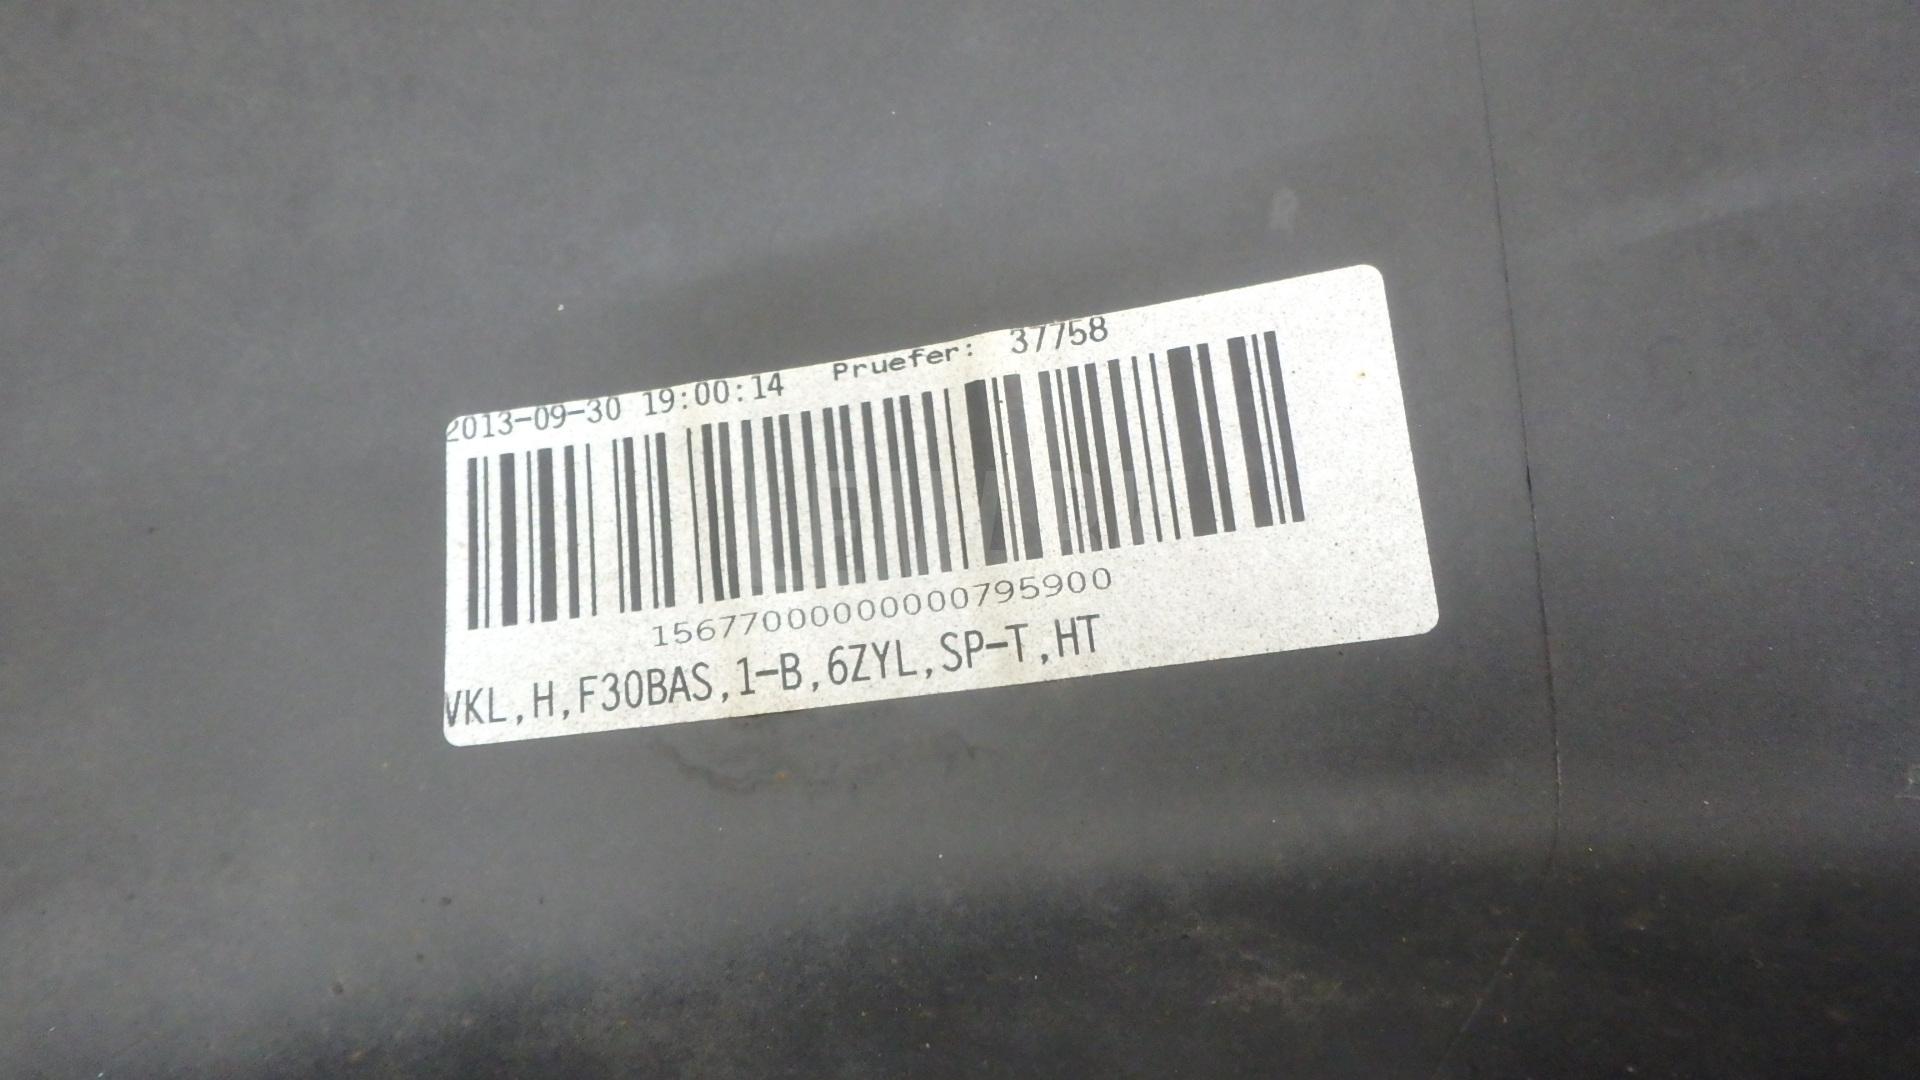 2013-09-30 19:00:14 Pruefer: 37758
15677000000000795900
VKL,H,F30BAS,1-B,6ZYL,SP-T,HT